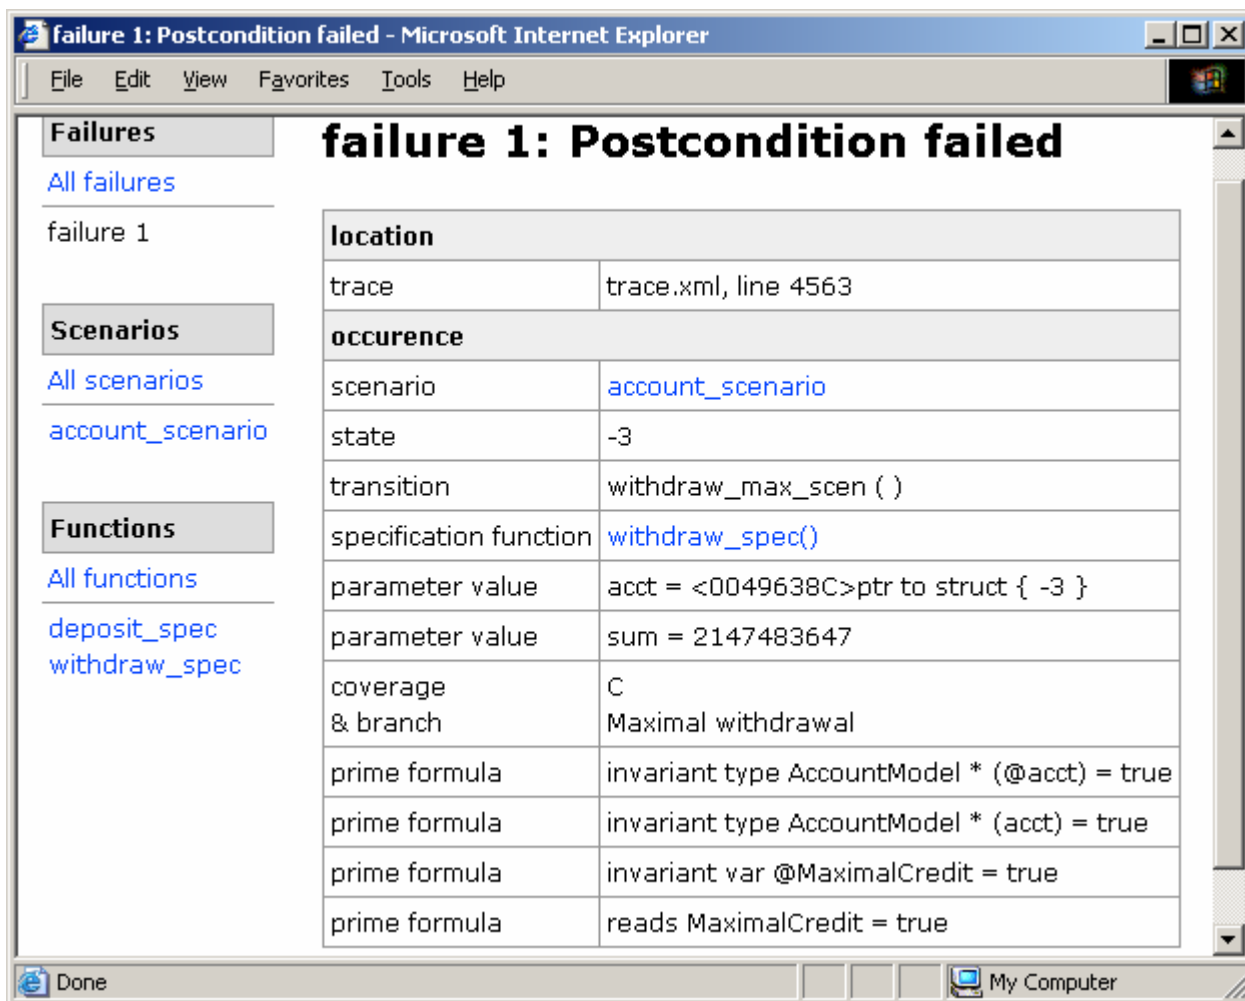 failure 1: Postcondition failed - Microsoft Internet Explorer
File Edit View Favorites Tools Help
Failures
All failures
failure 1
Scenarios
All scenarios
account_scenario
Functions
All functions
deposit_spec
withdraw_spec
failure 1: Postcondition failed
location
trace trace.xml, line 4563
occurence
scenario account_scenario
state -3
transition withdraw_max_scen ( )
specification function withdraw_spec()
parameter value acct = <0049638C>ptr to struct { -3 }
parameter value sum = 2147483647
coverage C
& branch Maximal withdrawal
prime formula invariant type AccountModel * (@acct) = true
prime formula invariant type AccountModel * (acct) = true
prime formula invariant var @MaximalCredit = true
prime formula reads MaximalCredit = true
Done My Computer